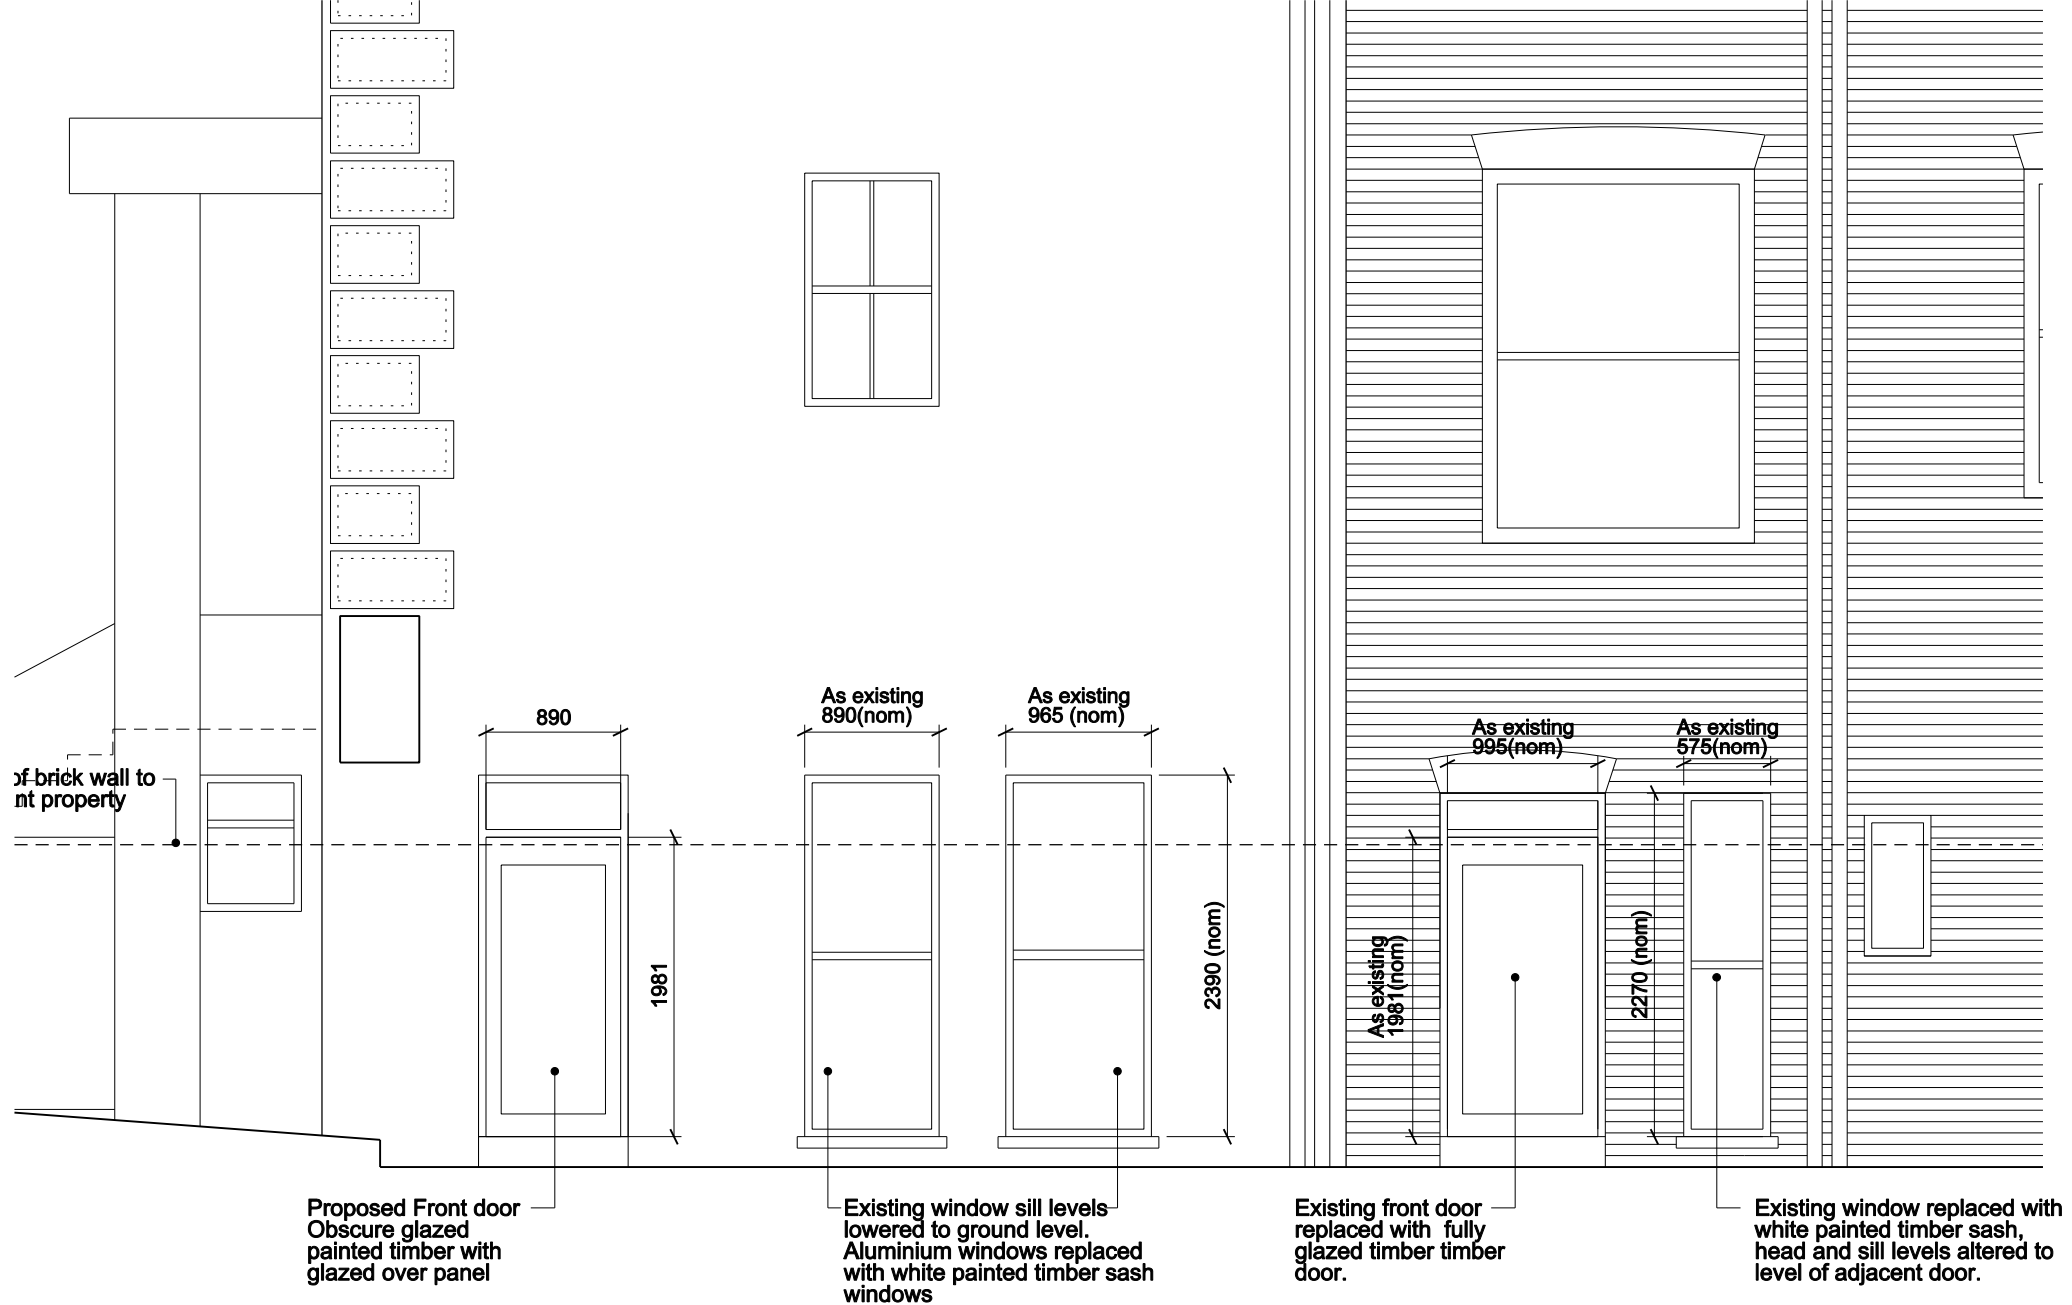 As existing
890(nom)
As existing
965 (nom)
890
As existing
995(nom)
As existing
575(nom)
of brick wall to
nt property
1981
2390 (nom)
As existing
1981(nom)
2270 (nom)
Proposed Front door
Obscure glazed
painted timber with
glazed over panel
Existing window sill levels
lowered to ground level.
Aluminium windows replaced
with white painted timber sash
windows
Existing front door
replaced with fully
glazed timber timber
door.
Existing window replaced with
white painted timber sash,
head and sill levels altered to
level of adjacent door.